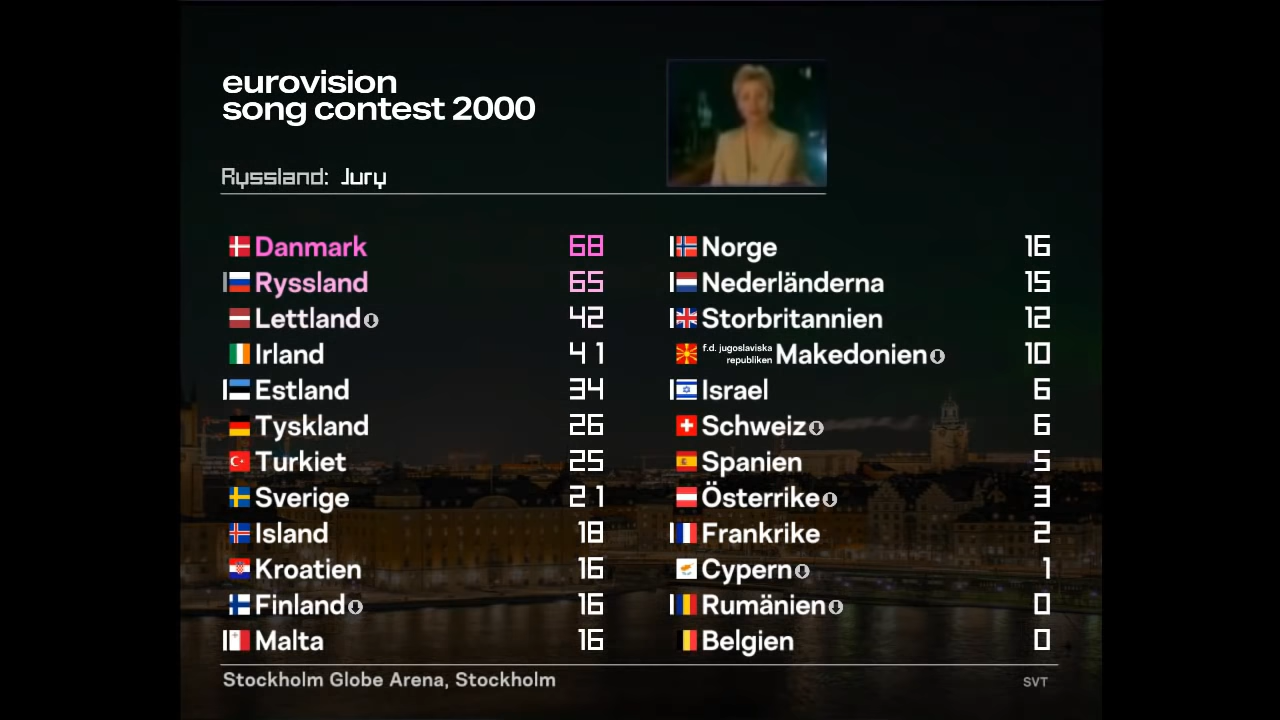 eurovision
song contest 2000
Ryssland: Jury
Danmark 68
Ryssland 65
Lettland 42
Irland 41
Estland 34
Tyskland 26
Turkiet 25
Sverige 21
Island 18
Kroatien 16
Finland 16
Malta 16
Norge 16
Nederländerna 15
Storbritannien 12
f.d. jugoslaviska
republiken Makedonien 10
Israel 6
Schweiz 6
Spanien 5
Österrike 3
Frankrike 2
Cypern 1
Rumänien 0
Belgien 0
Stockholm Globe Arena, Stockholm
SVT